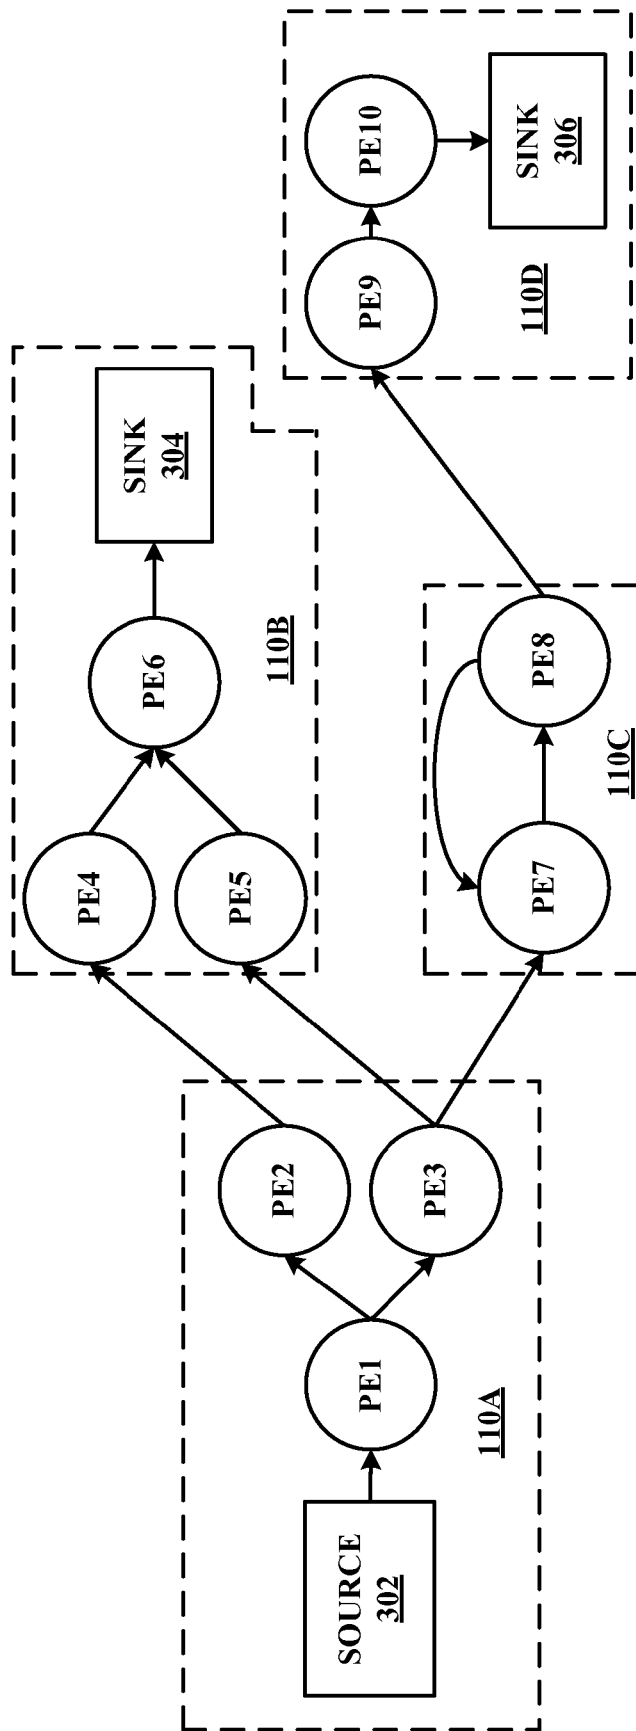 SOURCE
302
PE1
110A
PE2
PE3
PE4
PE5
PE6
SINK
304
110B
PE7
PE8
110C
PE9
PE10
SINK
306
110D